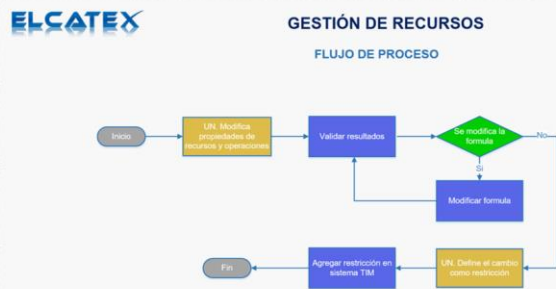 ELCATEX
GESTIÓN DE RECURSOS
FLUJO DE PROCESO
Inicio
UN. Modifica
propiedades de
recursos y operaciones
Validar resultados
Se modifica la
formula
No
Si
Modificar formula
Fin
Agregar restricción en
sistema TIM
UN. Define el cambio
como restricción